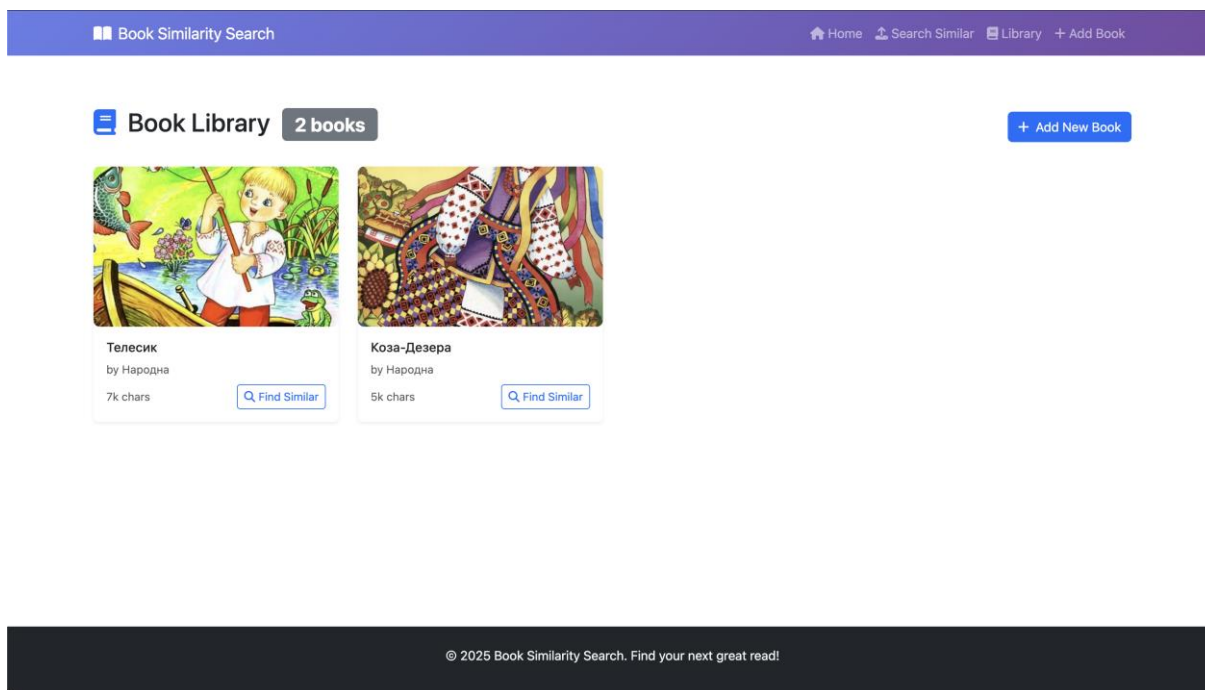 Book Similarity Search
Home Search Similar Library + Add Book
Book Library 2 books
+ Add New Book
Телесик
by Народна
7k chars Find Similar
Коза-Дезера
by Народна
5k chars Find Similar
© 2025 Book Similarity Search. Find your next great read!